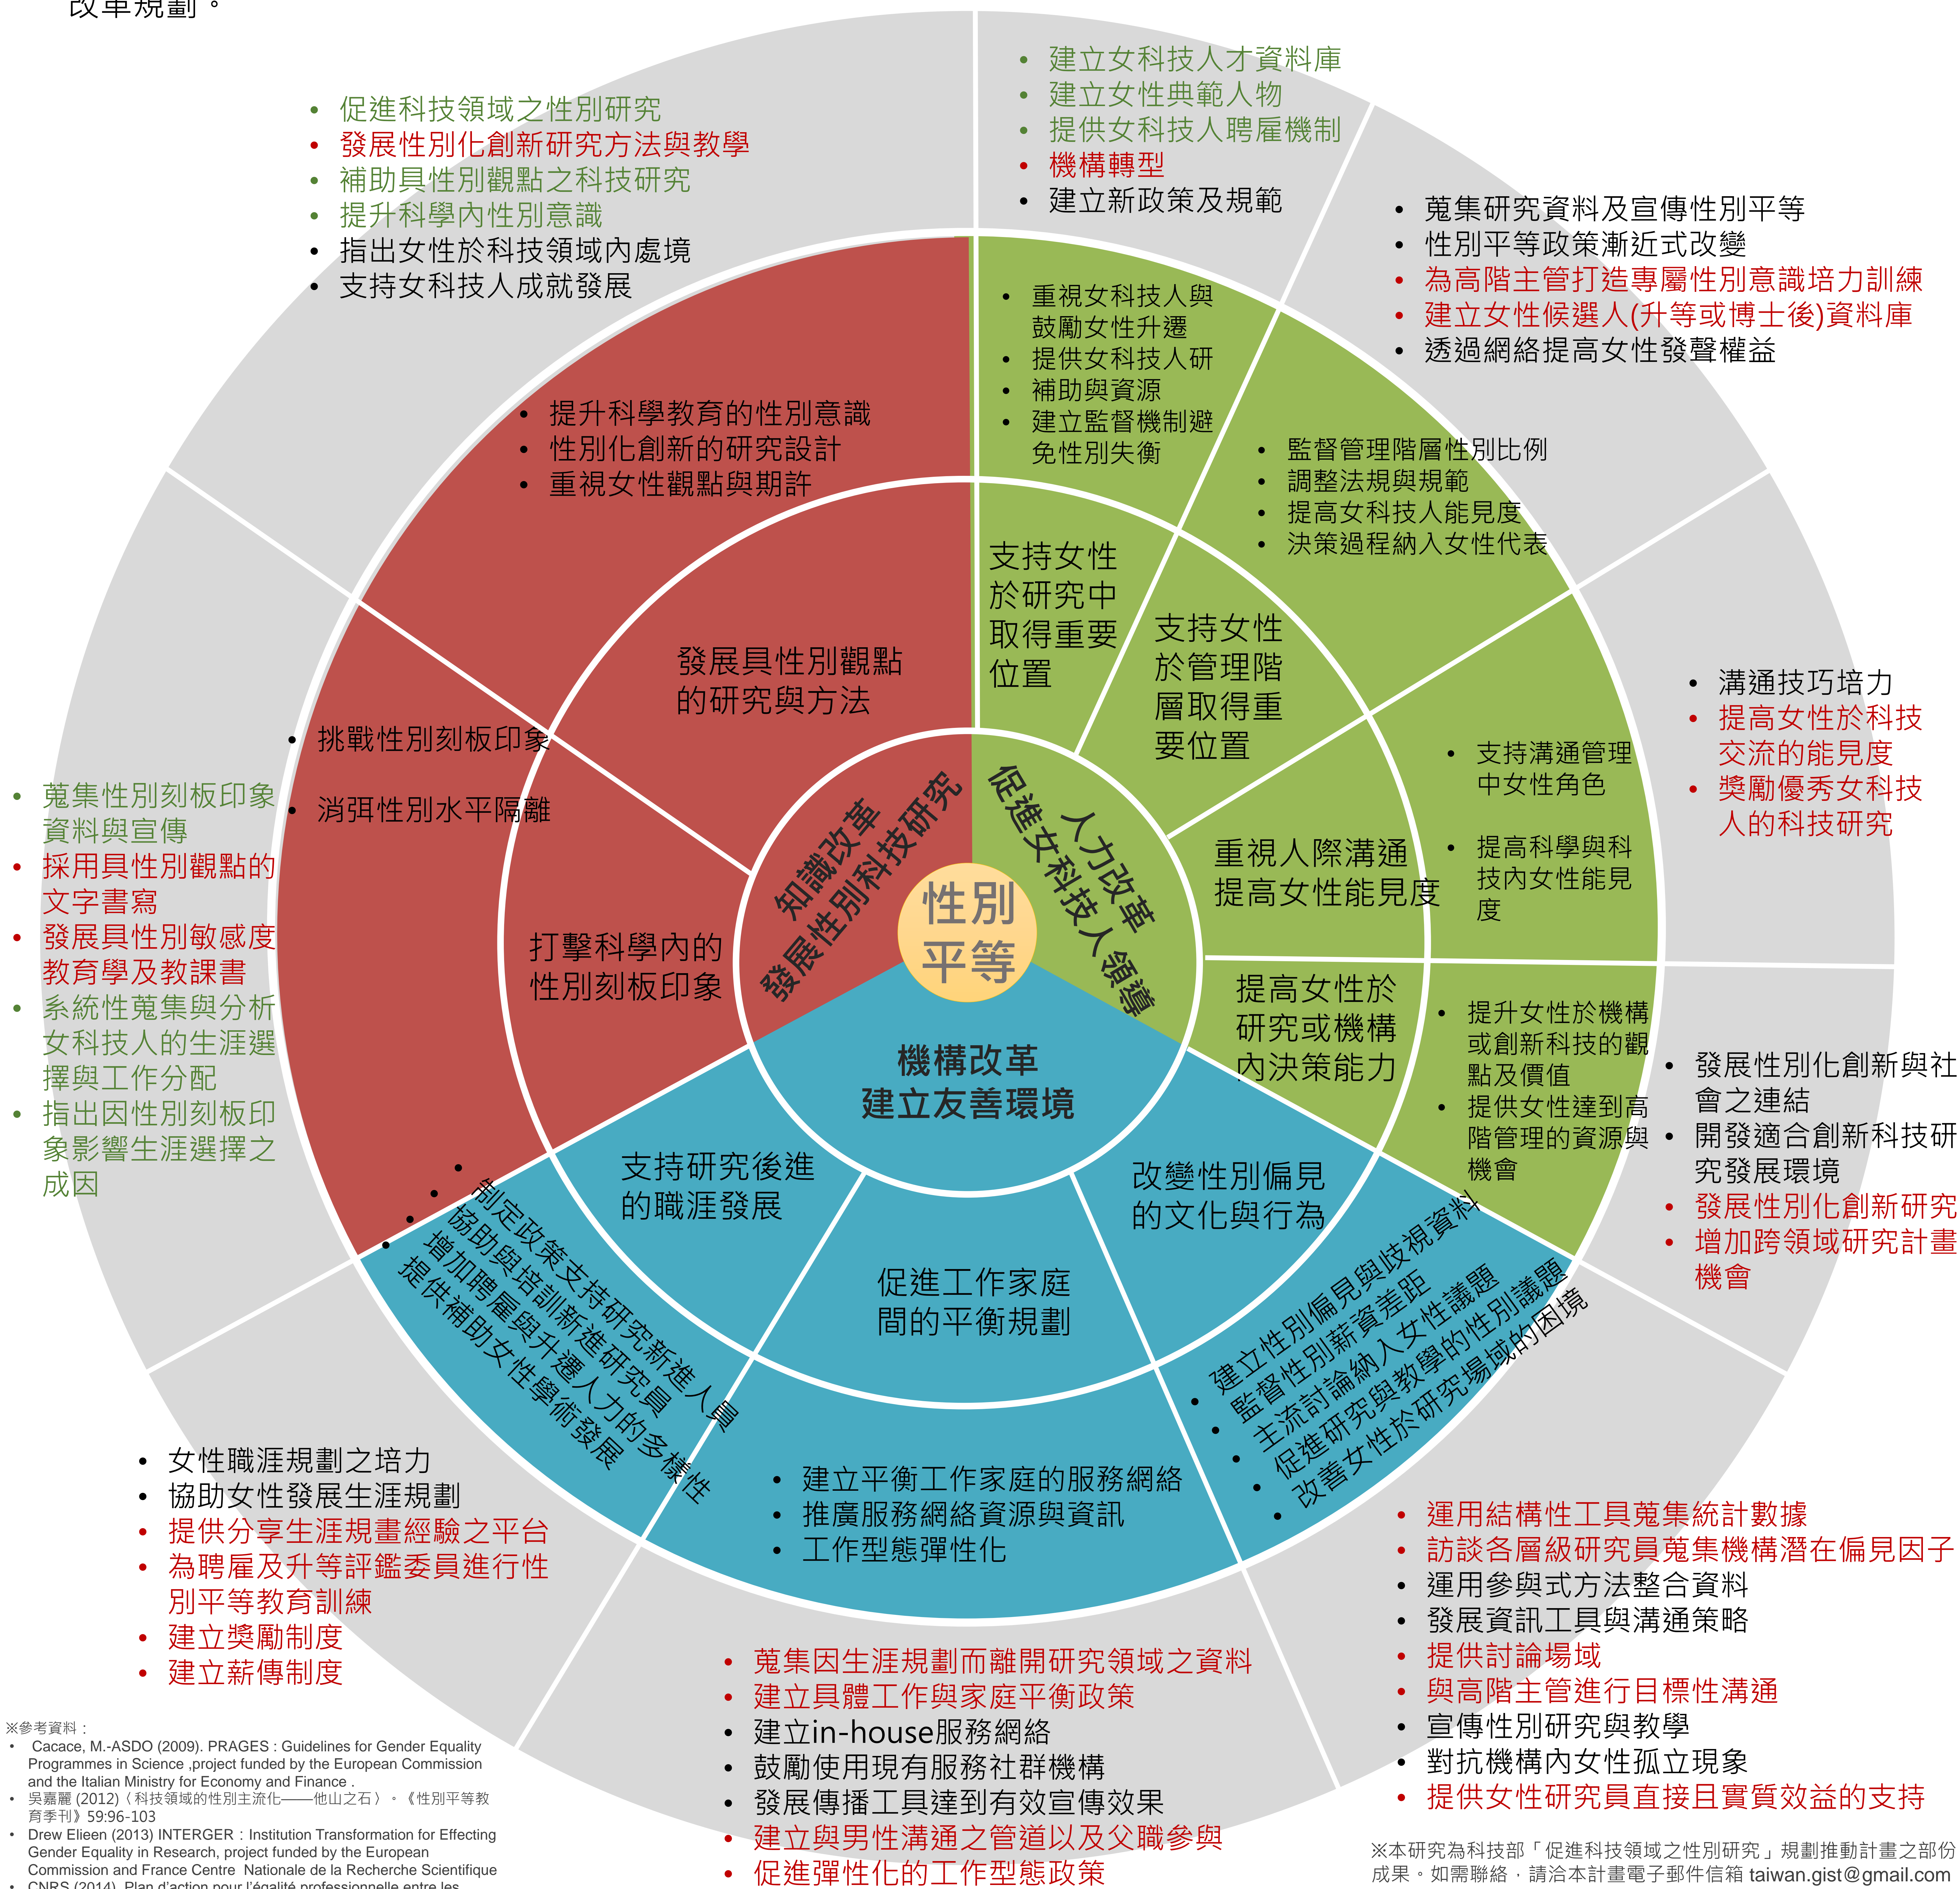 改革規劃。
• 建立女科技人才資料庫
• 建立女性典範人物
• 提供女科技人聘雇機制
• 機構轉型
• 建立新政策及規範
• 促進科技領域之性別研究
• 發展性別化創新研究方法與教學
• 補助具性別觀點之科技研究
• 提升科學內性別意識
• 指出女性於科技領域內處境
• 支持女科技人成就發展
• 蒐集研究資料及宣傳性別平等
• 性別平等政策漸近式改變
• 為高階主管打造專屬性別意識培力訓練
• 建立女性候選人(升等或博士後)資料庫
• 透過網絡提高女性發聲權益
• 重視女科技人與
鼓勵女性升遷
• 提供女科技人研
• 補助與資源
• 建立監督機制避
免性別失衡
• 提升科學教育的性別意識
• 性別化創新的研究設計
• 重視女性觀點與期許
• 監督管理階層性別比例
• 調整法規與規範
• 提高女科技人能見度
• 決策過程納入女性代表
支持女性
於研究中
取得重要
位置
支持女性
於管理階
層取得重
要位置
發展具性別觀點
的研究與方法
• 溝通技巧培力
• 提高女性於科技
交流的能見度
• 獎勵優秀女科技
人的科技研究
• 挑戰性別刻板印象
• 消弭性別水平隔離
• 支持溝通管理
中女性角色
• 提高科學與科
技內女性能見
度
• 蒐集性別刻板印象
資料與宣傳
• 採用具性別觀點的
文字書寫
• 發展具性別敏感度
教育學及教課書
• 系統性蒐集與分析
女科技人的生涯選
擇與工作分配
• 指出因性別刻板印
象影響生涯選擇之
成因
知識改革
發展性別科技研究
人力改革
促進女科技人領導
性別
平等
重視人際溝通
提高女性能見度
打擊科學內的
性別刻板印象
提高女性於
研究或機構
內決策能力
• 提升女性於機構
或創新科技的觀
點及價值
• 提供女性達到高
階管理的資源與
機會
• 發展性別化創新與社
會之連結
• 開發適合創新科技研
究發展環境
• 發展性別化創新研究
• 增加跨領域研究計畫
機會
機構改革
建立友善環境
支持研究後進
的職涯發展
改變性別偏見
的文化與行為
促進工作家庭
間的平衡規劃
• 制定政策支持研究新進人員
• 協助與培訓新進研究員
• 增加聘雇與升遷人力的多樣性
• 提供補助女性學術發展
• 建立性別偏見與歧視資料
• 監督性別薪資差距
• 主流討論納入女性議題
• 促進研究與教學的性別議題
• 改善女性於研究場域的困境
• 建立平衡工作家庭的服務網絡
• 推廣服務網絡資源與資訊
• 工作型態彈性化
• 女性職涯規劃之培力
• 協助女性發展生涯規劃
• 提供分享生涯規畫經驗之平台
• 為聘雇及升等評鑑委員進行性
別平等教育訓練
• 建立獎勵制度
• 建立薪傳制度
• 運用結構性工具蒐集統計數據
• 訪談各層級研究員蒐集機構潛在偏見因子
• 運用參與式方法整合資料
• 發展資訊工具與溝通策略
• 提供討論場域
• 與高階主管進行目標性溝通
• 宣傳性別研究與教學
• 對抗機構內女性孤立現象
• 提供女性研究員直接且實質效益的支持
• 蒐集因生涯規劃而離開研究領域之資料
• 建立具體工作與家庭平衡政策
• 建立in-house服務網絡
• 鼓勵使用現有服務社群機構
• 發展傳播工具達到有效宣傳效果
• 建立與男性溝通之管道以及父職參與
• 促進彈性化的工作型態政策
※參考資料：
• Cacace, M.-ASDO (2009). PRAGES : Guidelines for Gender Equality
Programmes in Science ,project funded by the European Commission
and the Italian Ministry for Economy and Finance .
• 吳嘉麗 (2012)〈科技領域的性別主流化——他山之石〉。《性別平等教
育季刊》59:96-103
• Drew Elieen (2013) INTERGER：Institution Transformation for Effecting
Gender Equality in Research, project funded by the European
Commission and France Centre Nationale de la Recherche Scientifique
• CNRS (2014). Plan d'action pour l'égalité professionnelle entre les
※本研究為科技部「促進科技領域之性別研究」規劃推動計畫之部份
成果。如需聯絡，請洽本計畫電子郵件信箱 taiwan.gist@gmail.com